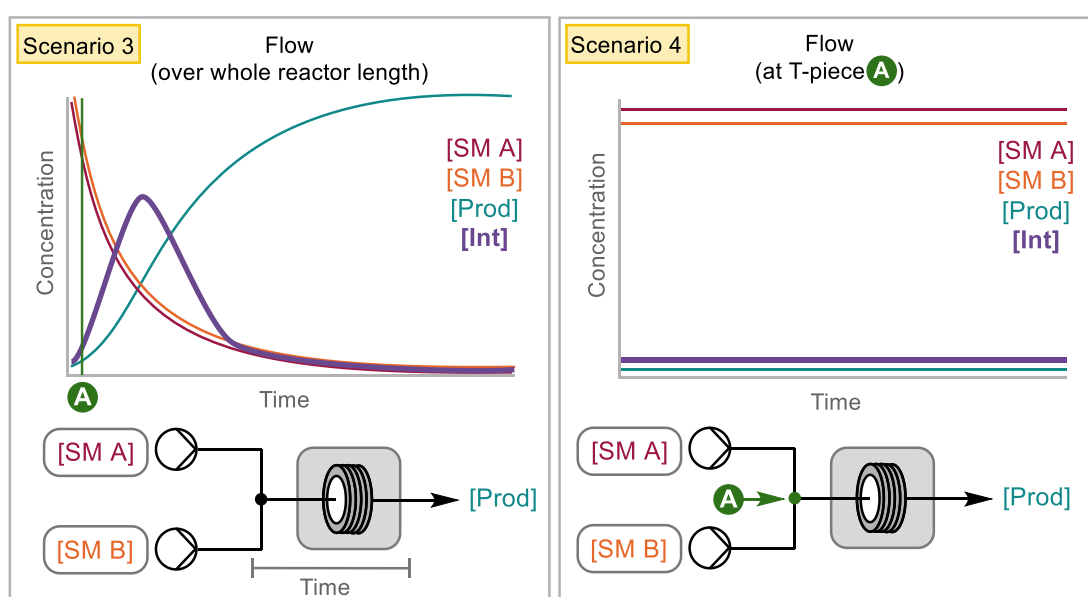 Scenario 3
Flow
(over whole reactor length)
Concentration
[SM A]
[SM B]
[Prod]
[Int]
A
Time
[SM A]
[SM B]
[Prod]
Time
Scenario 4
Flow
(at T-piece A)
Concentration
[SM A]
[SM B]
[Prod]
[Int]
Time
[SM A]
A
[SM B]
[Prod]